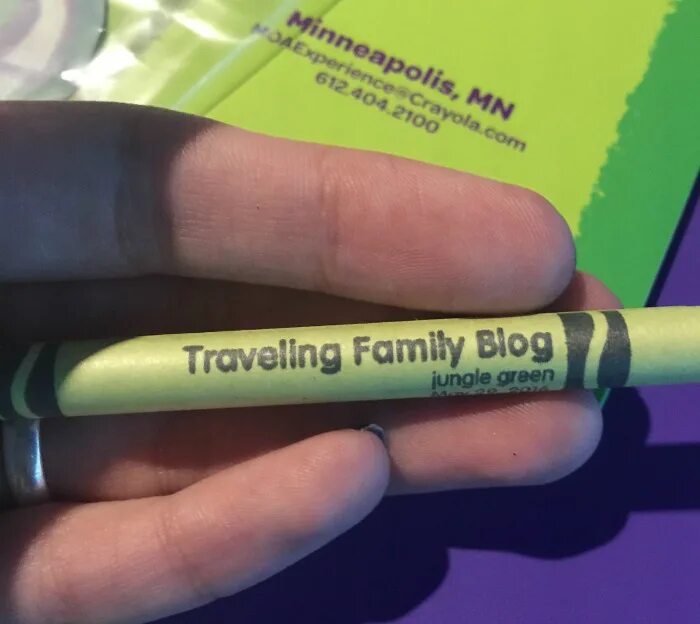 Minneapolis, MN
MOAExperience@Crayola.com
612.404.2100
Traveling Family Blog
jungle green